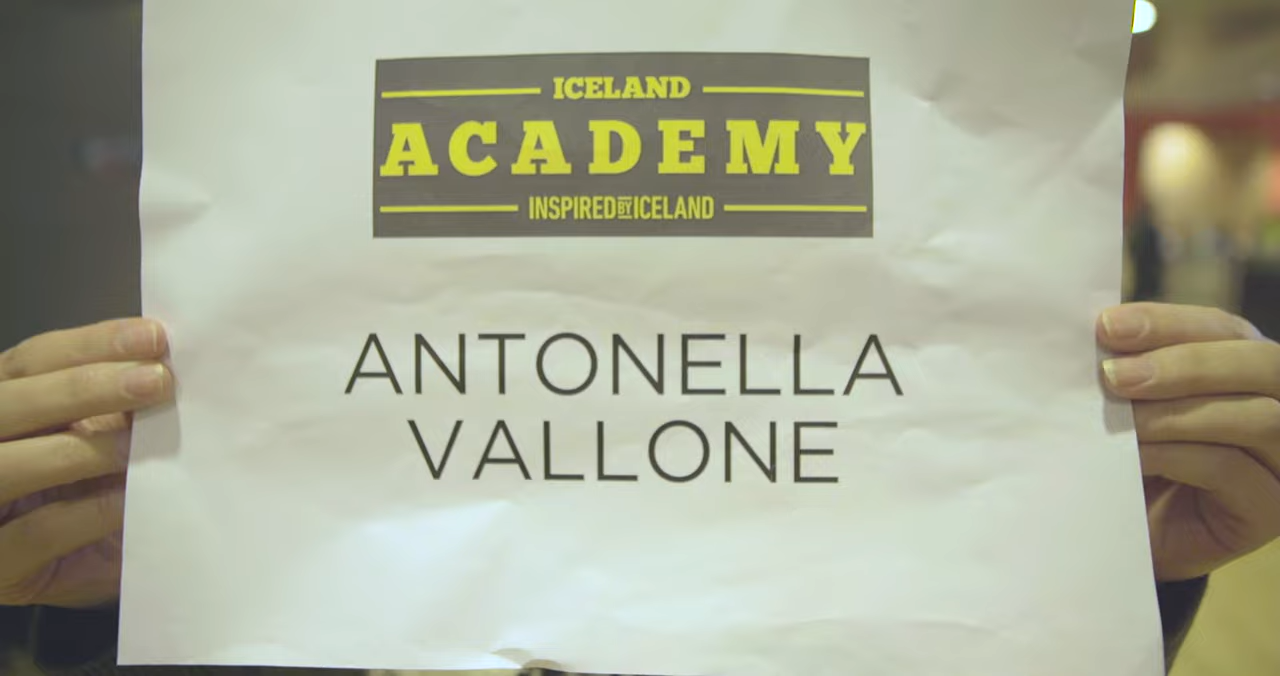 ICELAND
ACADEMY
INSPIRED BY ICELAND
ANTONELLA
VALLONE